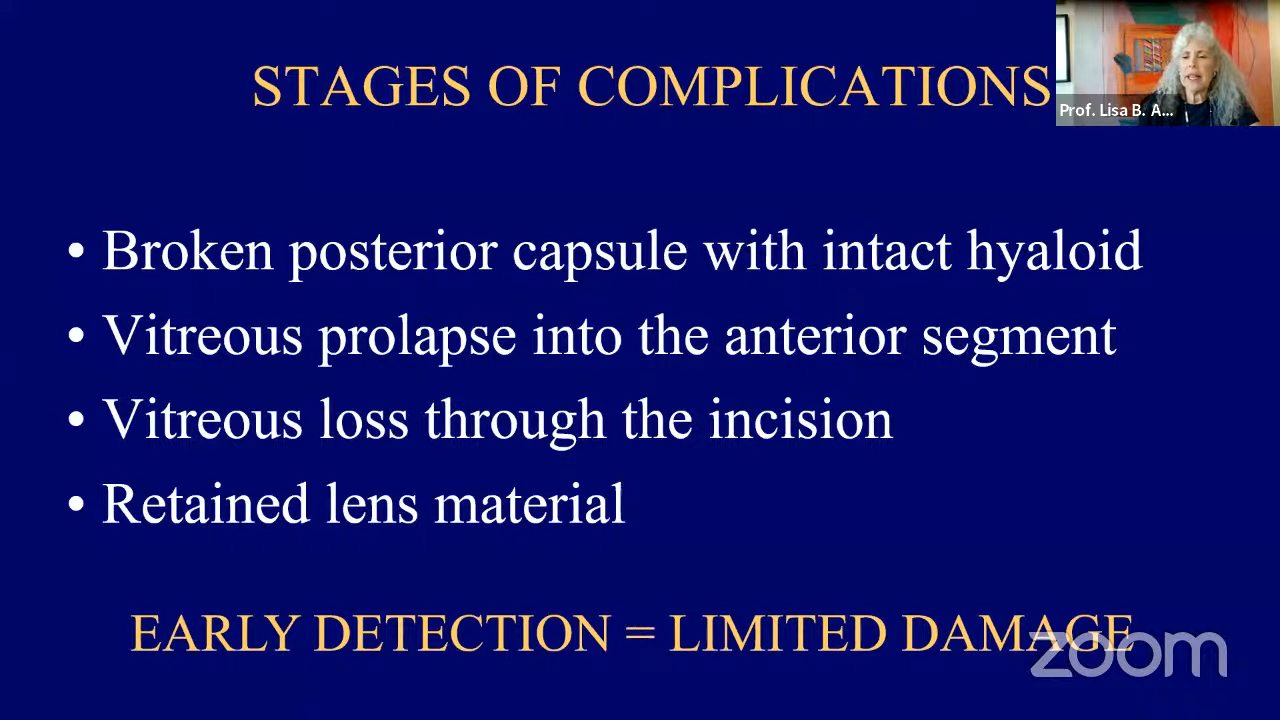 STAGES OF COMPLICATIONS
Prof. Lisa B. A...
• Broken posterior capsule with intact hyaloid
• Vitreous prolapse into the anterior segment
• Vitreous loss through the incision
• Retained lens material
EARLY DETECTION = LIMITED DAMAGE
zoom